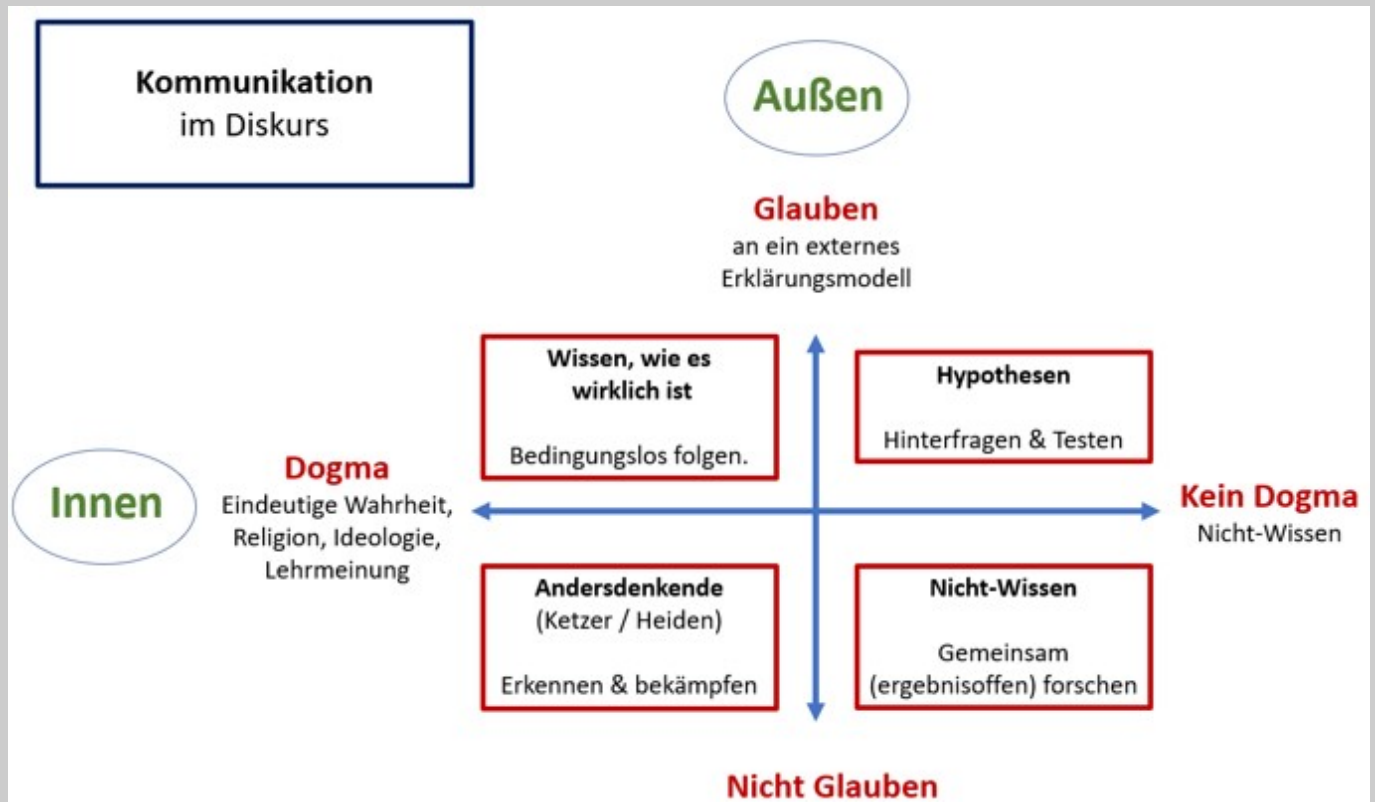 Kommunikation
im Diskurs
Außen
Glauben
an ein externes
Erklärungsmodell
Wissen, wie es
wirklich ist
Bedingungslos folgen.
Hypothesen
Hinterfragen & Testen
Innen
Dogma
Eindeutige Wahrheit,
Religion, Ideologie,
Lehrmeinung
Kein Dogma
Nicht-Wissen
Andersdenkende
(Ketzer / Heiden)
Erkennen & bekämpfen
Nicht-Wissen
Gemeinsam
(ergebnisoffen) forschen
Nicht Glauben